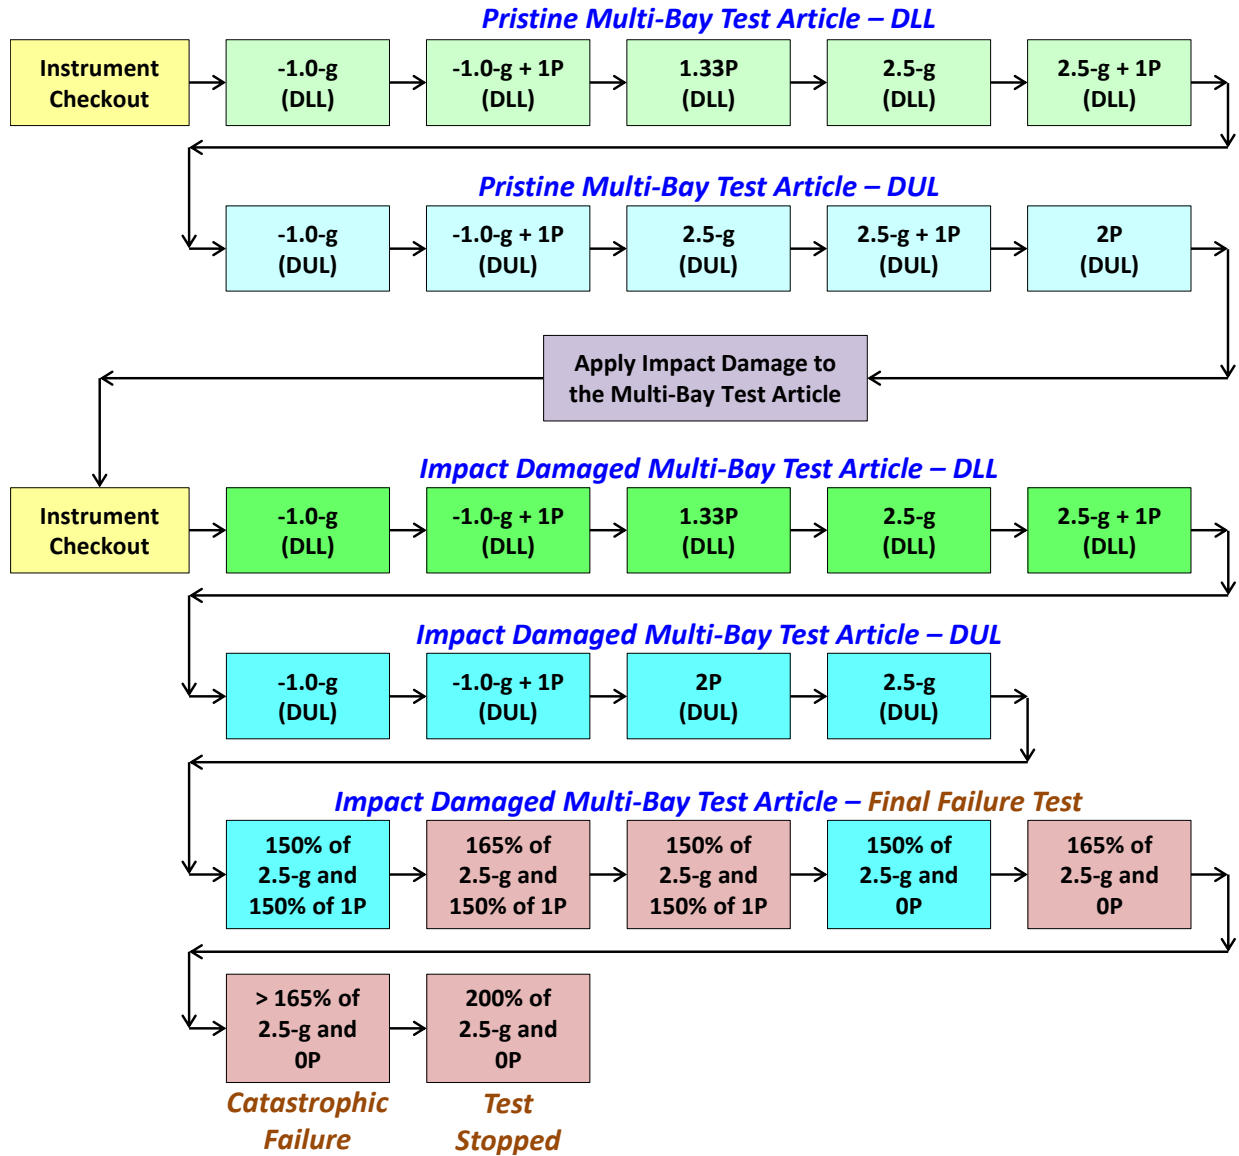 Pristine Multi-Bay Test Article – DLL
Instrument
Checkout
-1.0-g
(DLL)
-1.0-g + 1P
(DLL)
1.33P
(DLL)
2.5-g
(DLL)
2.5-g + 1P
(DLL)
Pristine Multi-Bay Test Article – DUL
-1.0-g
(DUL)
-1.0-g + 1P
(DUL)
2.5-g
(DUL)
2.5-g + 1P
(DUL)
2P
(DUL)
Apply Impact Damage to
the Multi-Bay Test Article
Impact Damaged Multi-Bay Test Article – DLL
Instrument
Checkout
-1.0-g
(DLL)
-1.0-g + 1P
(DLL)
1.33P
(DLL)
2.5-g
(DLL)
2.5-g + 1P
(DLL)
Impact Damaged Multi-Bay Test Article – DUL
-1.0-g
(DUL)
-1.0-g + 1P
(DUL)
2P
(DUL)
2.5-g
(DUL)
Impact Damaged Multi-Bay Test Article – Final Failure Test
150% of
2.5-g and
150% of 1P
165% of
2.5-g and
150% of 1P
150% of
2.5-g and
150% of 1P
150% of
2.5-g and
0P
165% of
2.5-g and
0P
> 165% of
2.5-g and
0P
200% of
2.5-g and
0P
Catastrophic
Failure
Test
Stopped